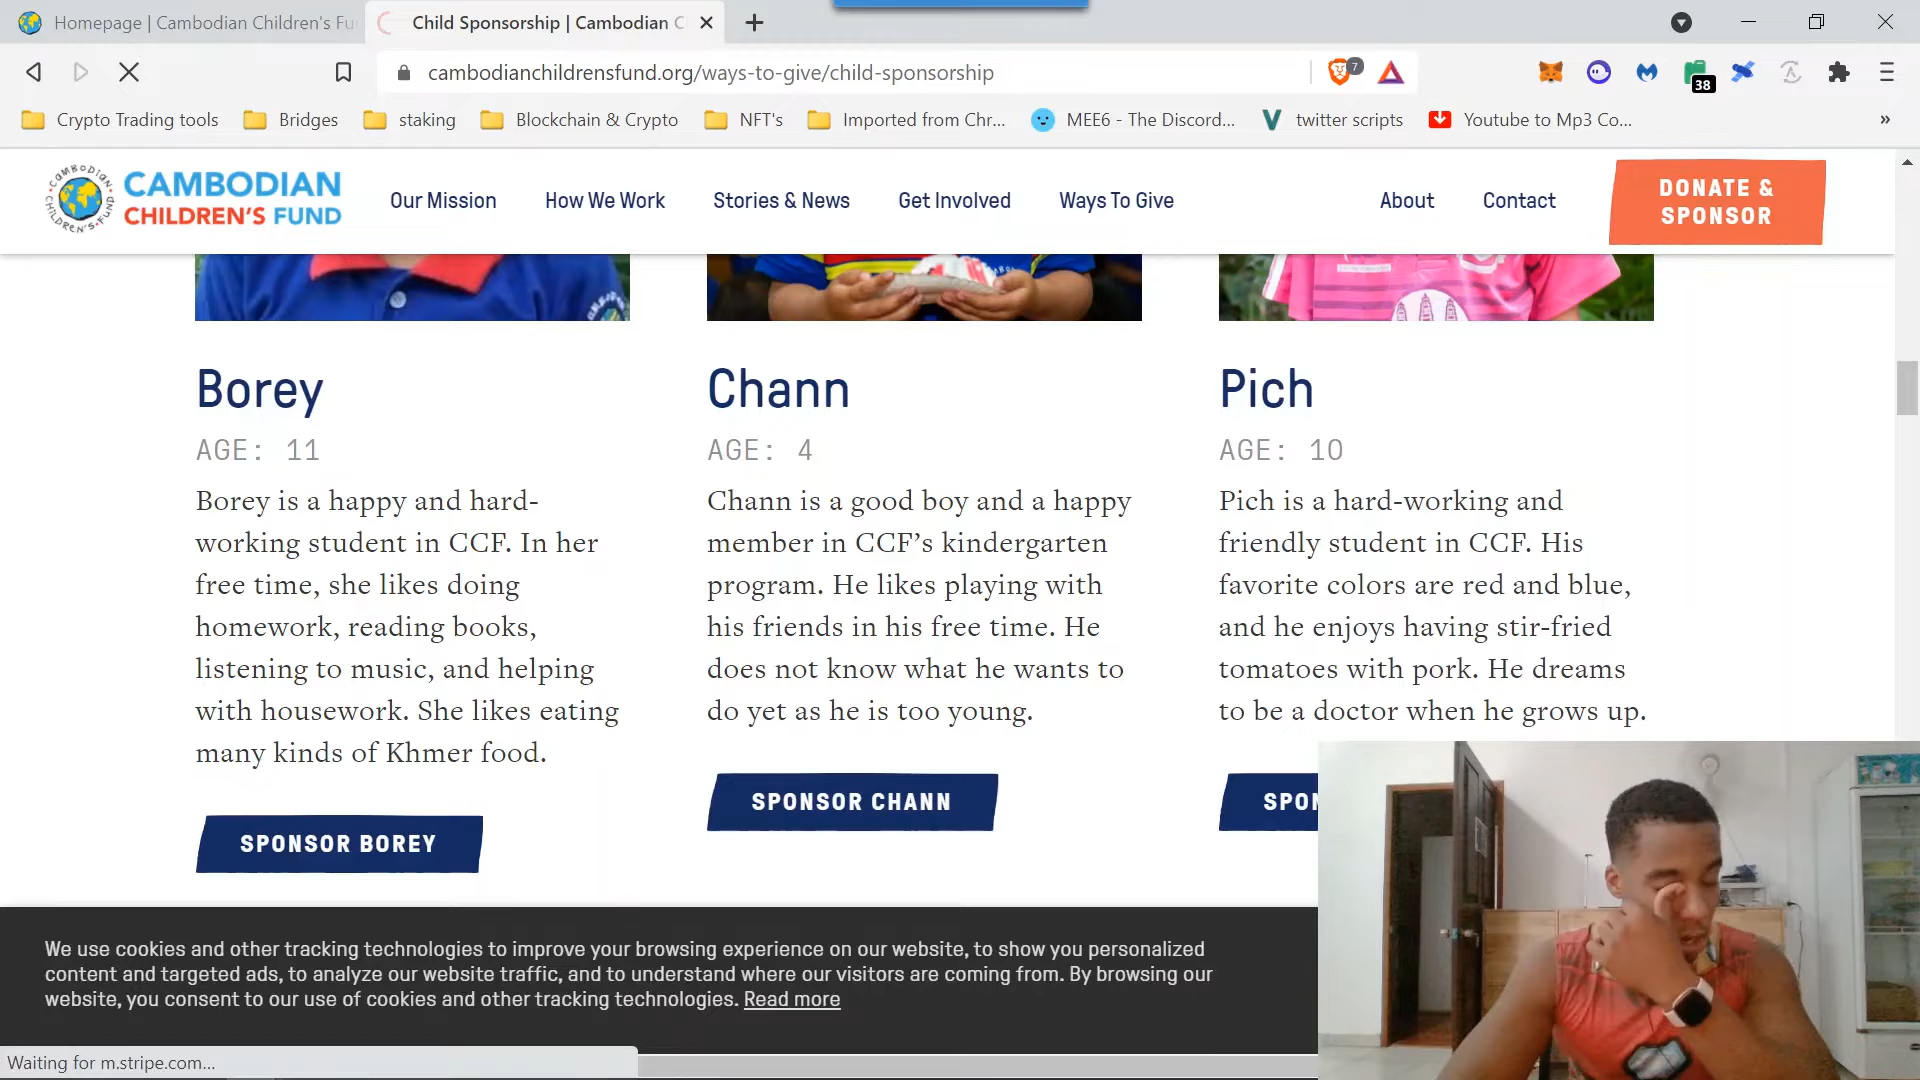 Homepage | Cambodian Children's Fu
Child Sponsorship | Cambodian C
cambodianchildrensfund.org/ways-to-give/child-sponsorship
7
38
Crypto Trading tools
Bridges
staking
Blockchain & Crypto
NFT's
Imported from Chr...
MEE6 - The Discord...
twitter scripts
Youtube to Mp3 Co...
»
CAMBODIAN
CHILDREN'S FUND
CAMBODIAN CHILDREN'S FUND
Our Mission
How We Work
Stories & News
Get Involved
Ways To Give
About
Contact
DONATE &
SPONSOR
Borey
AGE: 11
Borey is a happy and hard-
working student in CCF. In her
free time, she likes doing
homework, reading books,
listening to music, and helping
with housework. She likes eating
many kinds of Khmer food.
SPONSOR BOREY
Chann
AGE: 4
Chann is a good boy and a happy
member in CCF’s kindergarten
program. He likes playing with
his friends in his free time. He
does not know what he wants to
do yet as he is too young.
SPONSOR CHANN
Pich
AGE: 10
Pich is a hard-working and
friendly student in CCF. His
favorite colors are red and blue,
and he enjoys having stir-fried
tomatoes with pork. He dreams
to be a doctor when he grows up.
SPON
We use cookies and other tracking technologies to improve your browsing experience on our website, to show you personalized
content and targeted ads, to analyze our website traffic, and to understand where our visitors are coming from. By browsing our
website, you consent to our use of cookies and other tracking technologies. Read more
Waiting for m.stripe.com...